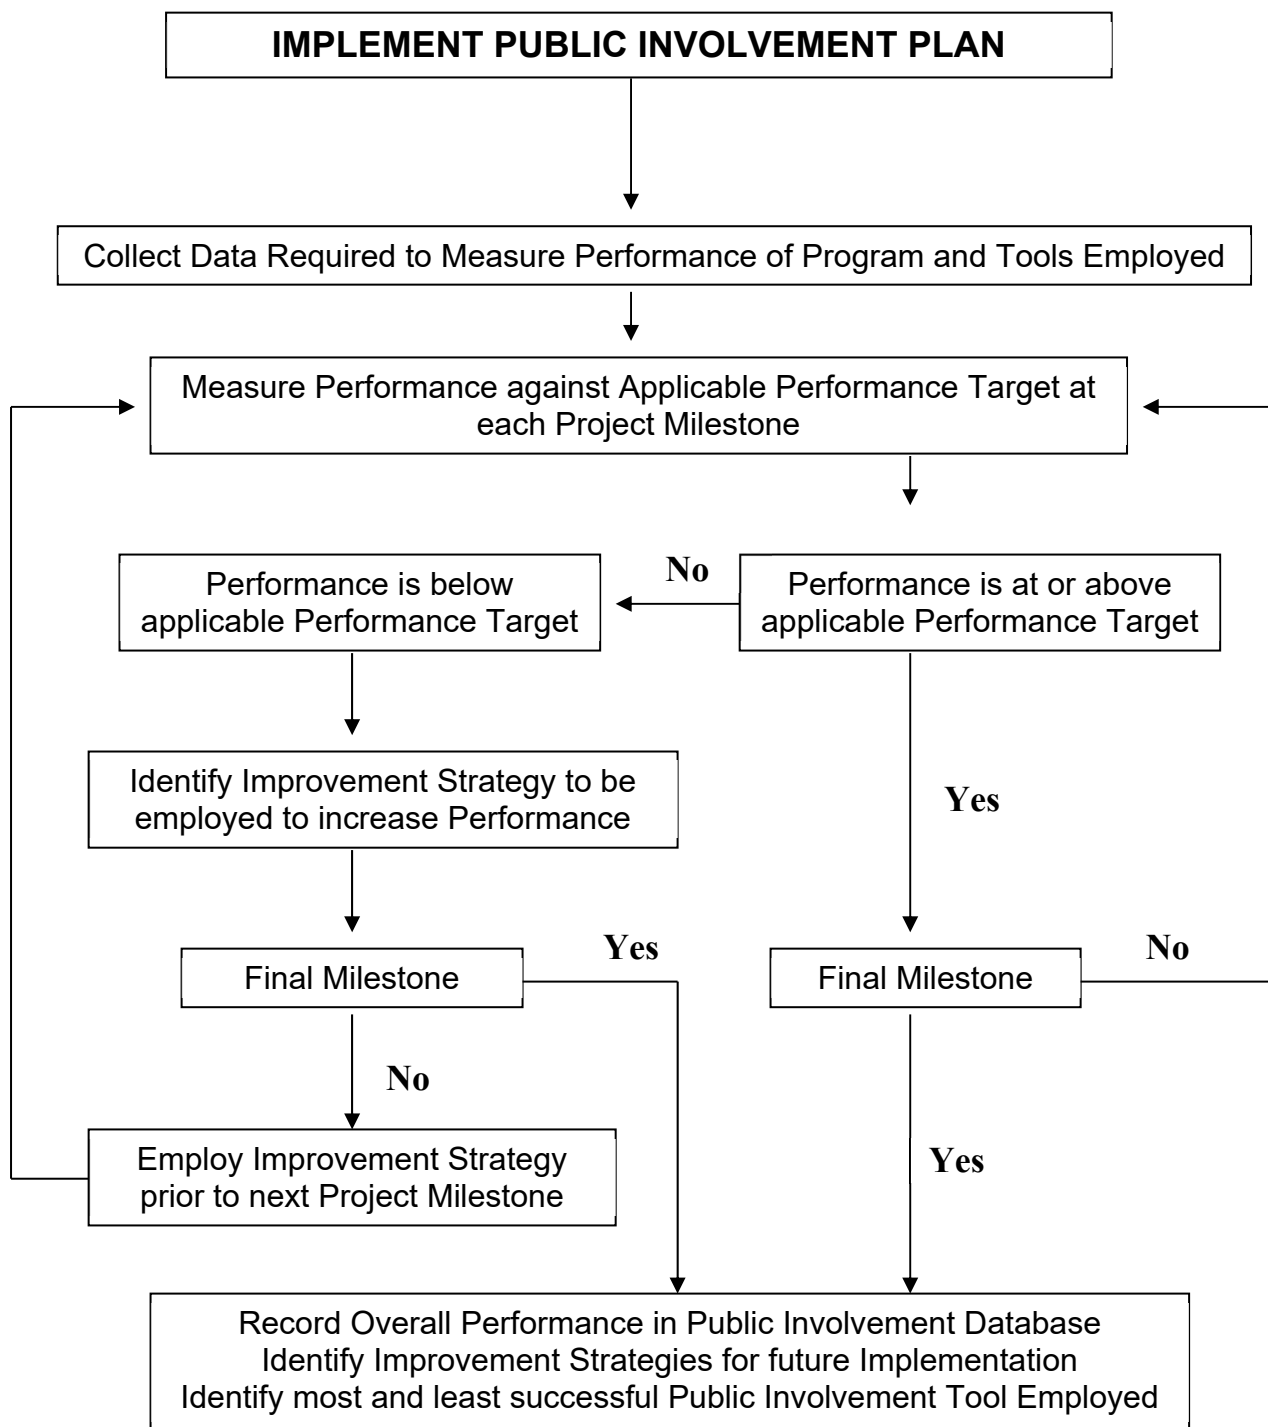 IMPLEMENT PUBLIC INVOLVEMENT PLAN
Collect Data Required to Measure Performance of Program and Tools Employed
Measure Performance against Applicable Performance Target at
each Project Milestone
No
Performance is below
applicable Performance Target
Performance is at or above
applicable Performance Target
Identify Improvement Strategy to be
employed to increase Performance
Yes
Final Milestone
Yes
Final Milestone
No
No
Employ Improvement Strategy
prior to next Project Milestone
Yes
Record Overall Performance in Public Involvement Database
Identify Improvement Strategies for future Implementation
Identify most and least successful Public Involvement Tool Employed